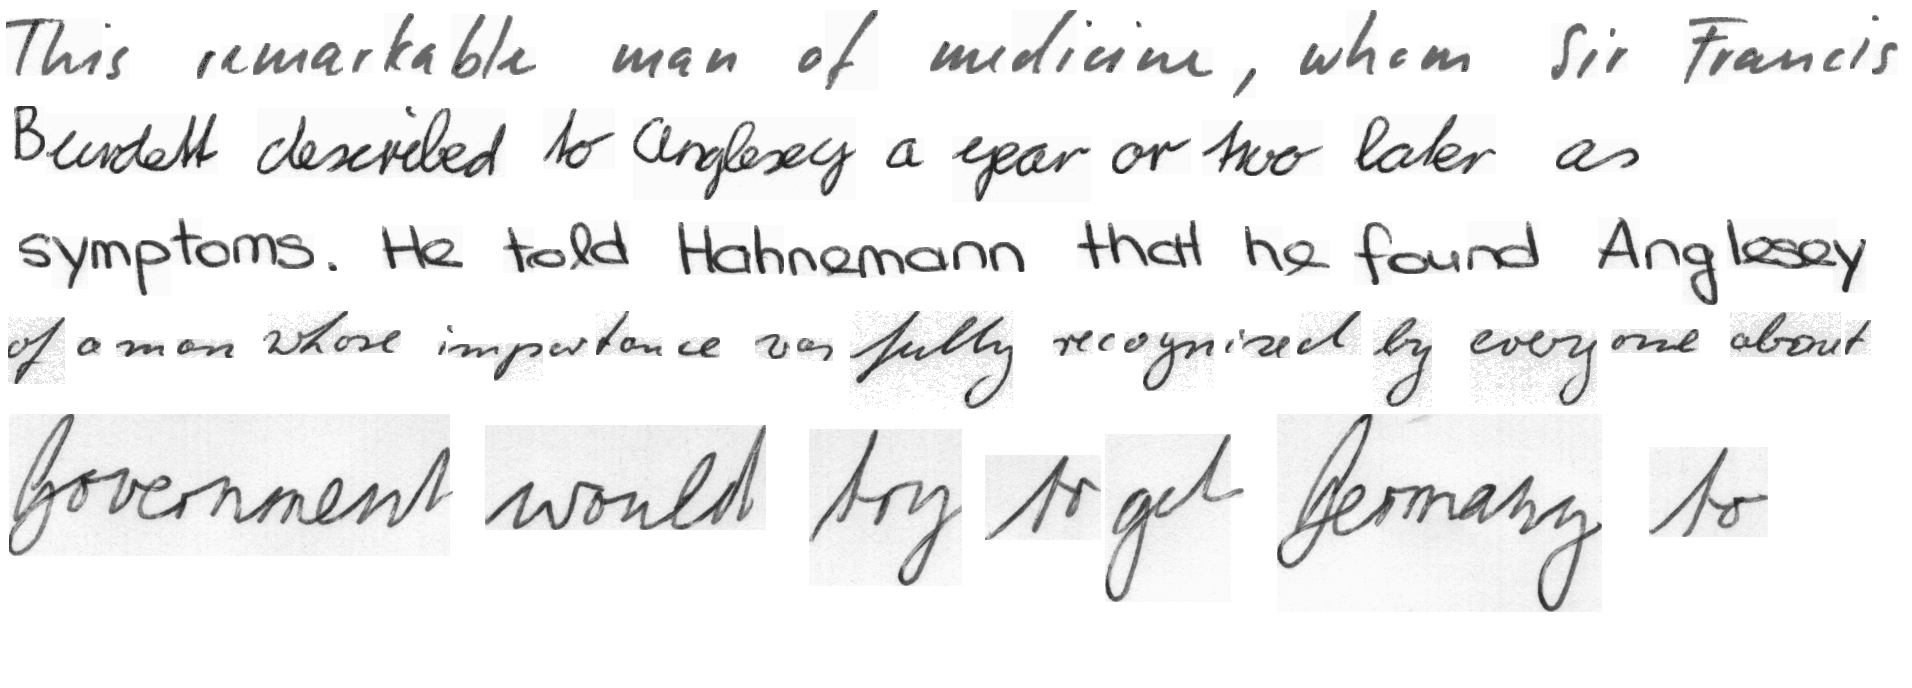 This remarkable man of medicine, whom Sir Francis
Burdett described to Anglesey a year or two later as
symptoms. He told Hahnemann that he found Anglesey
of a man whose importance was fully recognized by everyone about
Government would try to get Germany to